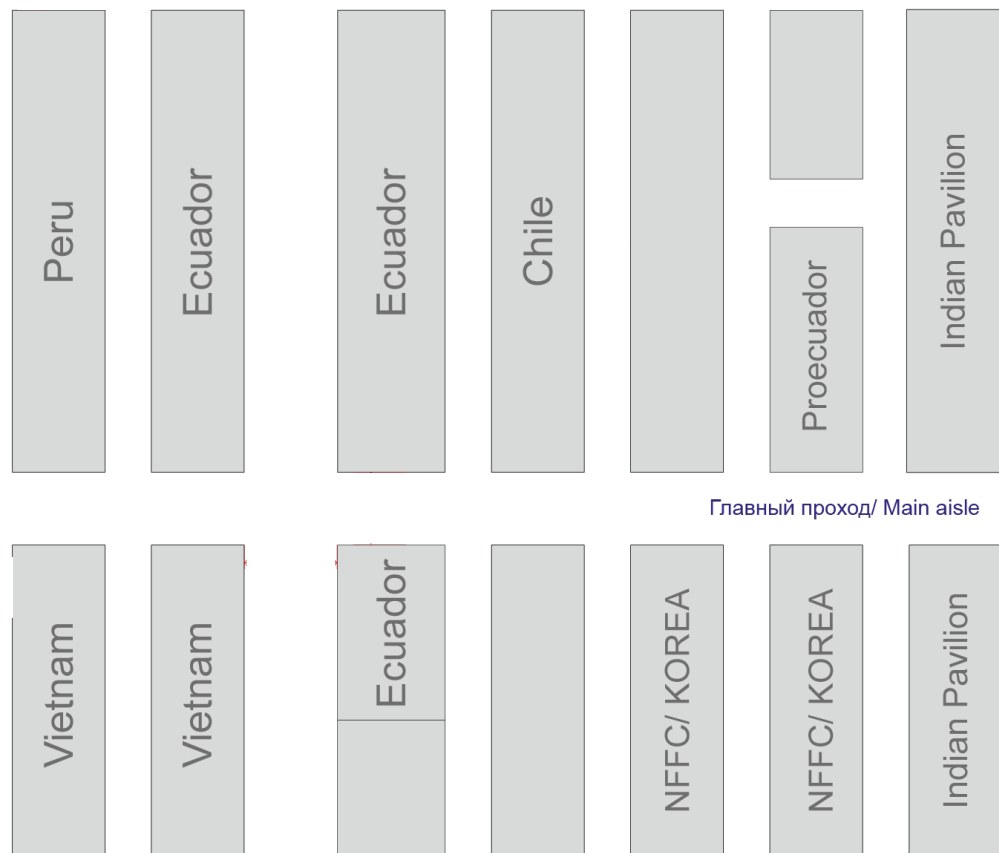 Peru
Ecuador
Ecuador
Chile
Proecuador
Indian Pavilion
Главный проход/ Main aisle
Vietnam
Vietnam
Ecuador
NFFC/ KOREA
NFFC/ KOREA
Indian Pavilion